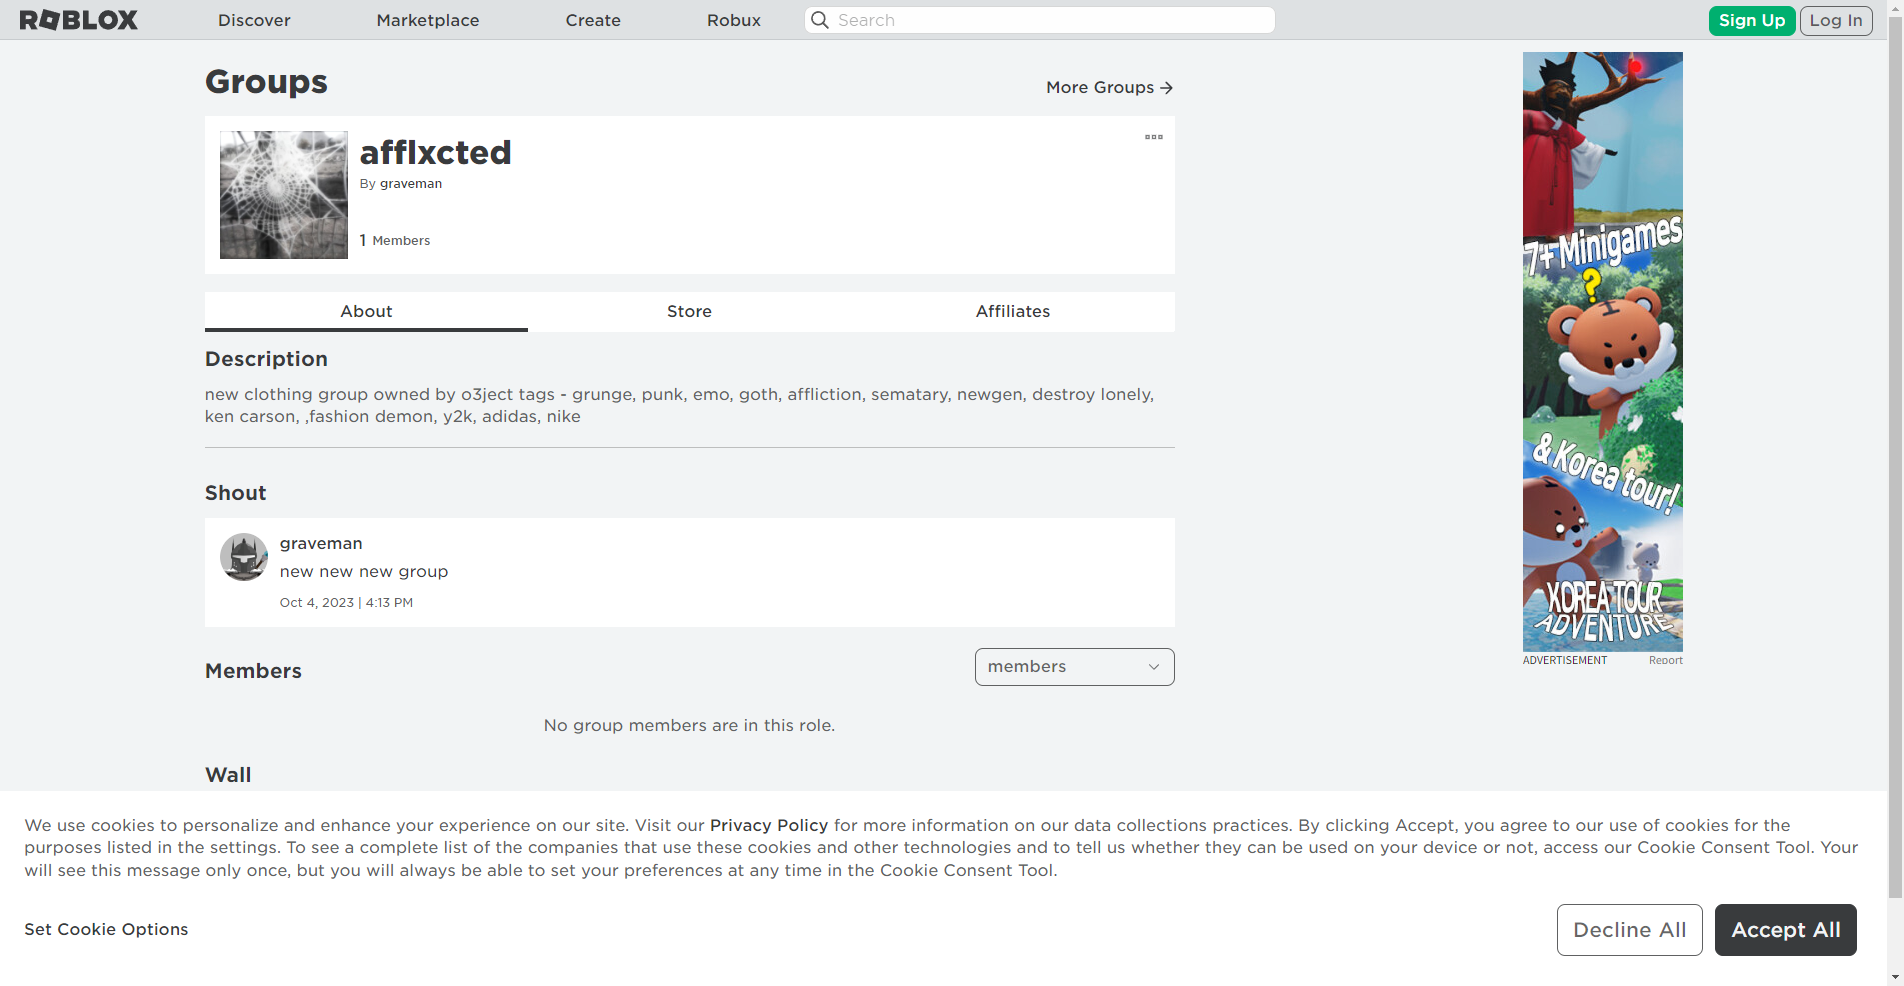 ROBLOX
Discover
Marketplace
Create
Robux
Search
Sign Up
Log In
Groups
More Groups
afflxcted
By graveman
1 Members
About
Store
Affiliates
Description
new clothing group owned by o3ject tags - grunge, punk, emo, goth, affliction, sematary, newgen, destroy lonely,
ken carson, ,fashion demon, y2k, adidas, nike
Shout
graveman
new new new group
Oct 4, 2023 | 4:13 PM
Members
members
No group members are in this role.
Wall
7+ Minigames
?
& Korea tour!
KOREA TOUR
ADVENTURE
ADVERTISEMENT
Report
We use cookies to personalize and enhance your experience on our site. Visit our Privacy Policy for more information on our data collections practices. By clicking Accept, you agree to our use of cookies for the
purposes listed in the settings. To see a complete list of the companies that use these cookies and other technologies and to tell us whether they can be used on your device or not, access our Cookie Consent Tool. Your
will see this message only once, but you will always be able to set your preferences at any time in the Cookie Consent Tool.
Set Cookie Options
Decline All
Accept All